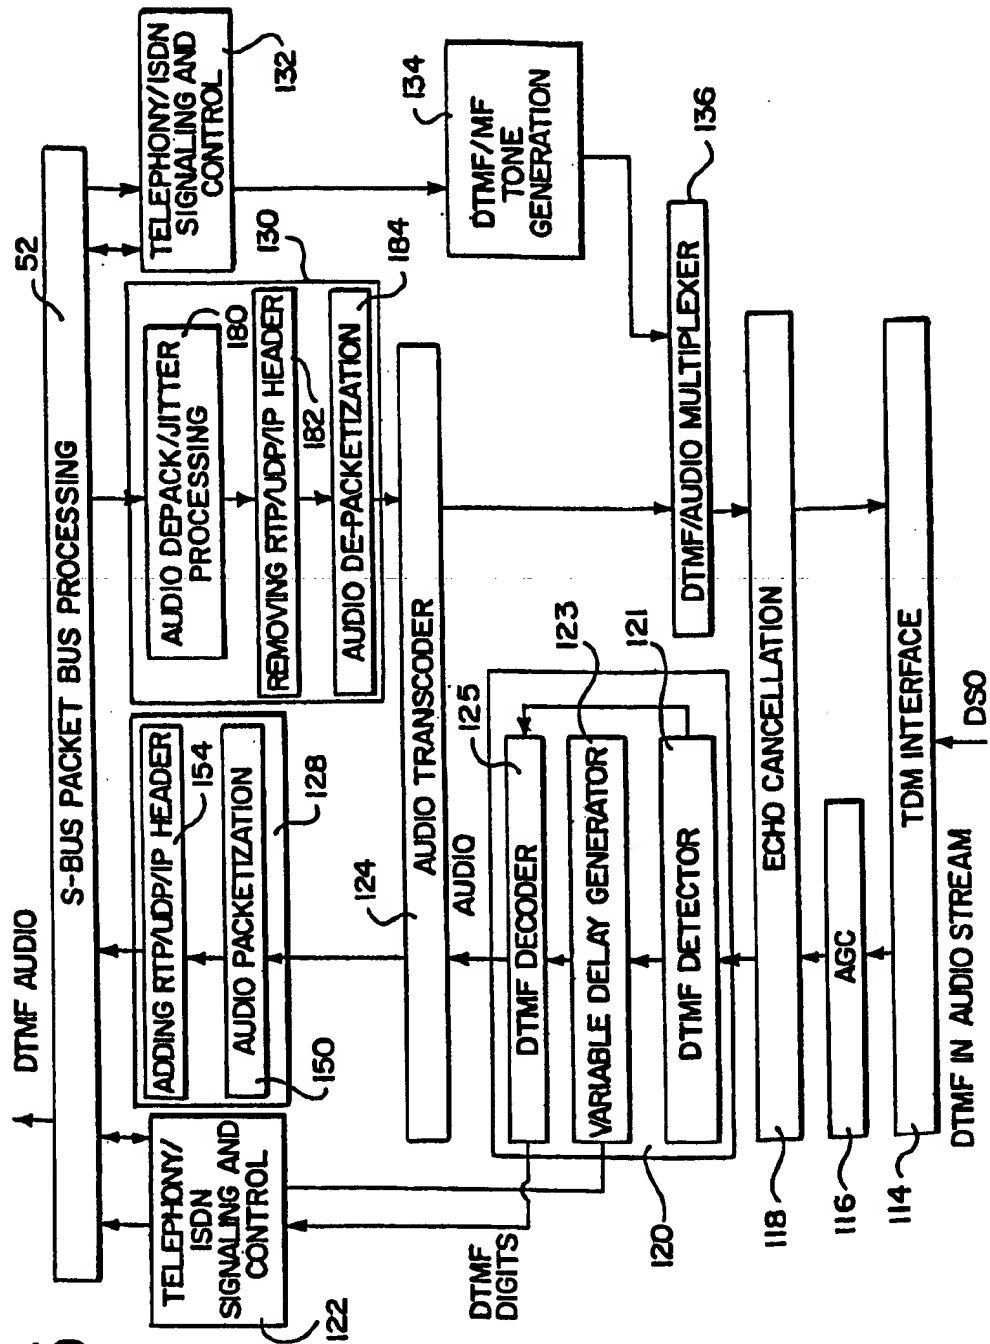 DTMF AUDIO
52
S-BUS PACKET BUS PROCESSING
TELEPHONY/
ISDN
SIGNALING AND
CONTROL
122
ADDING RTP/UDP/IP HEADER
154
AUDIO PACKETIZATION
150
128
AUDIO DEPACK/JITTER
PROCESSING
180
REMOVING RTP/UDP/IP HEADER
182
AUDIO DE-PACKETIZATION
184
130
TELEPHONY/ISDN
SIGNALING AND
CONTROL
132
124
AUDIO TRANSCODER
AUDIO
DTMF/MF
TONE
GENERATION
134
DTMF
DIGITS
DTMF DECODER
125
VARIABLE DELAY GENERATOR
123
DTMF DETECTOR
121
120
DTMF/AUDIO MULTIPLEXER
136
ECHO CANCELLATION
118
AGC
116
TDM INTERFACE
114
DTMF IN AUDIO STREAM
DSO